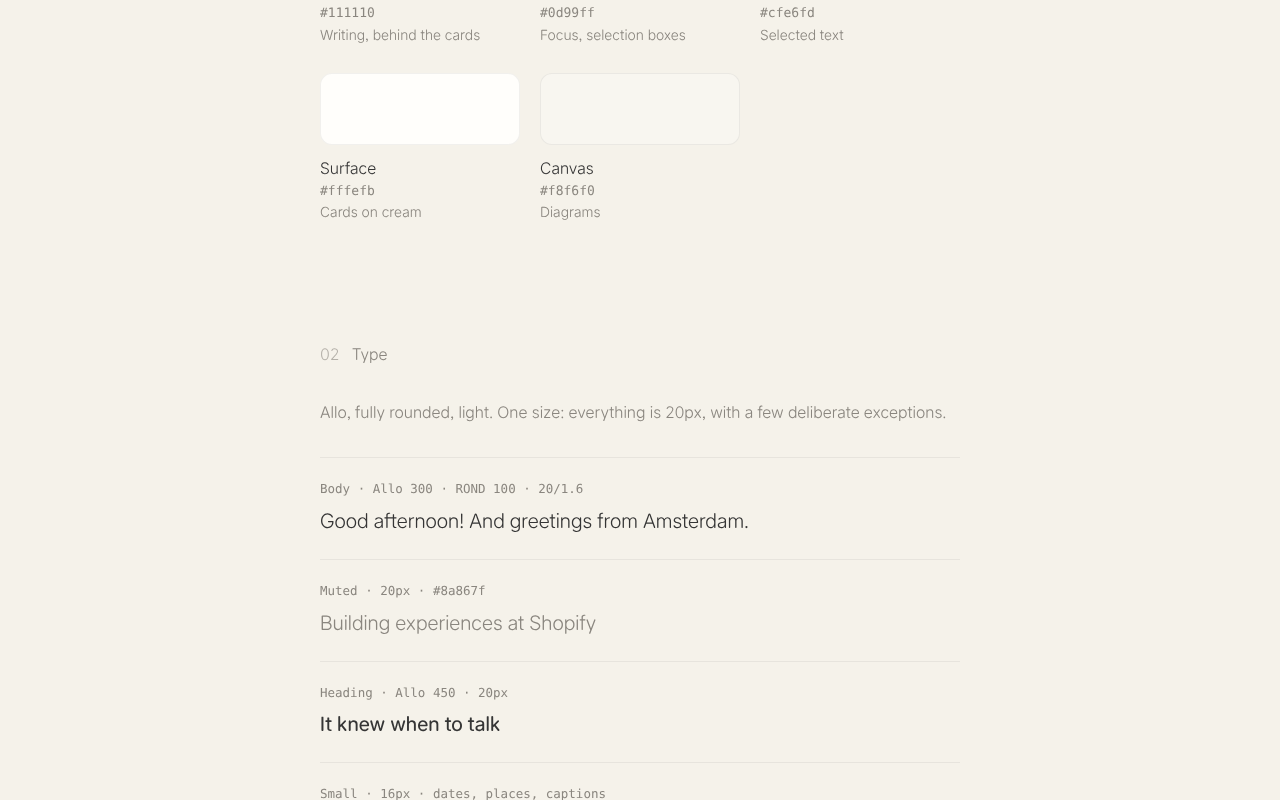 #111110
#0d99ff
#cfe6fd
Writing, behind the cards
Focus, selection boxes
Selected text
Surface
Canvas
#fffefb
#f8f6f0
Cards on cream
Diagrams
02 Type
Allo, fully rounded, light. One size: everything is 20px, with a few deliberate exceptions.
Body · Allo 300 · ROND 100 · 20/1.6
Good afternoon! And greetings from Amsterdam.
Muted · 20px · #8a867f
Building experiences at Shopify
Heading · Allo 450 · 20px
It knew when to talk
Small · 16px · dates, places, captions